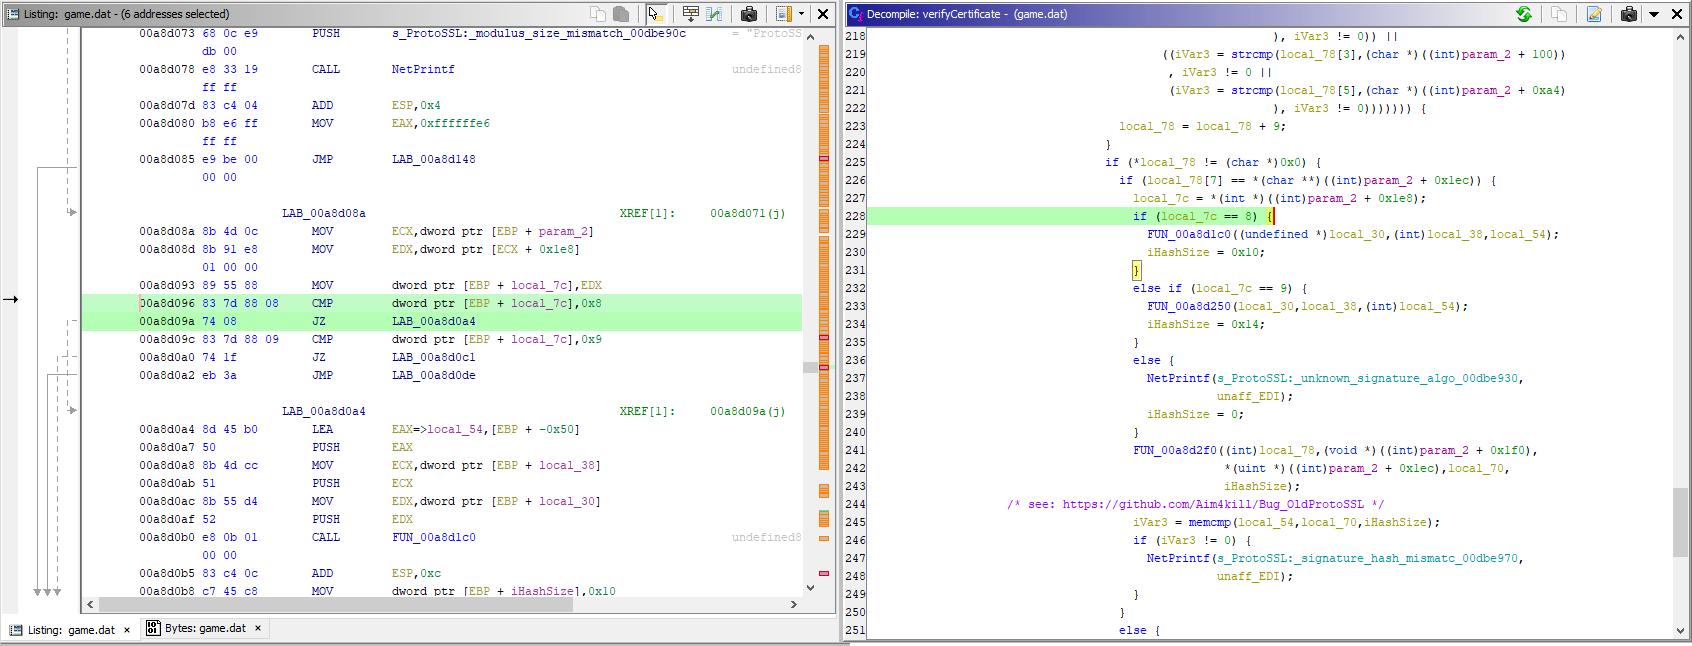 Listing: game.dat - (6 addresses selected)
00a8d073 68 0c e9 PUSH s_ProtoSSL:_modulus_size_mismatch_00dbe90c = "ProtoSS
db 00
00a8d078 e8 33 19 CALL NetPrintf undefined8
ff ff
00a8d07d 83 c4 04 ADD ESP,0x4
00a8d080 b8 e6 ff MOV EAX,0xffffffe6
ff ff
00a8d085 e9 be 00 JMP LAB_00a8d148
00 00
LAB_00a8d08a XREF[1]: 00a8d071(j)
00a8d08a 8b 4d 0c MOV ECX,dword ptr [EBP + param_2]
00a8d08d 8b 91 e8 MOV EDX,dword ptr [ECX + 0x1e8]
01 00 00
00a8d093 89 55 88 MOV dword ptr [EBP + local_7c],EDX
00a8d096 83 7d 88 08 CMP dword ptr [EBP + local_7c],0x8
00a8d09a 74 08 JZ LAB_00a8d0a4
00a8d09c 83 7d 88 09 CMP dword ptr [EBP + local_7c],0x9
00a8d0a0 74 1f JZ LAB_00a8d0c1
00a8d0a2 eb 3a JMP LAB_00a8d0de
LAB_00a8d0a4 XREF[1]: 00a8d09a(j)
00a8d0a4 8d 45 b0 LEA EAX=>local_54,[EBP + -0x50]
00a8d0a7 50 PUSH EAX
00a8d0a8 8b 4d cc MOV ECX,dword ptr [EBP + local_38]
00a8d0ab 51 PUSH ECX
00a8d0ac 8b 55 d4 MOV EDX,dword ptr [EBP + local_30]
00a8d0af 52 PUSH EDX
00a8d0b0 e8 0b 01 CALL FUN_00a8d1c0 undefined8
00 00
00a8d0b5 83 c4 0c ADD ESP,0xc
00a8d0b8 c7 45 c8 MOV dword ptr [EBP + iHashSize],0x10
Listing: game.dat ×
Bytes: game.dat ×
Decompile: verifyCertificate - (game.dat)
218 ), iVar3 != 0)) ||
219 ((iVar3 = strcmp(local_78[3],(char *)((int)param_2 + 100))
220 , iVar3 != 0 ||
221 (iVar3 = strcmp(local_78[5],(char *)((int)param_2 + 0xa4)
222 ), iVar3 != 0))))))) {
223 local_78 = local_78 + 9;
224 }
225 if (*local_78 != (char *)0x0) {
226 if (local_78[7] == *(char **)((int)param_2 + 0x1ec)) {
227 local_7c = *(int *)((int)param_2 + 0x1e8);
228 if (local_7c == 8) {
229 FUN_00a8d1c0((undefined *)local_30,(int)local_38,local_54);
230 iHashSize = 0x10;
231 }
232 else if (local_7c == 9) {
233 FUN_00a8d250(local_30,local_38,(int)local_54);
234 iHashSize = 0x14;
235 }
236 else {
237 NetPrintf(s_ProtoSSL:_unknown_signature_algo_00dbe930,
238 unaff_EDI);
239 iHashSize = 0;
240 }
241 FUN_00a8d2f0((int)local_78,(void *)((int)param_2 + 0x1f0),
242 *(uint *)((int)param_2 + 0x1ec),local_70,
243 iHashSize);
244 /* see: https://github.com/Aim4kill/Bug_OldProtoSSL */
245 iVar3 = memcmp(local_54,local_70,iHashSize);
246 if (iVar3 != 0) {
247 NetPrintf(s_ProtoSSL:_signature_hash_mismatc_00dbe970,
248 unaff_EDI);
249 }
250 }
251 else {